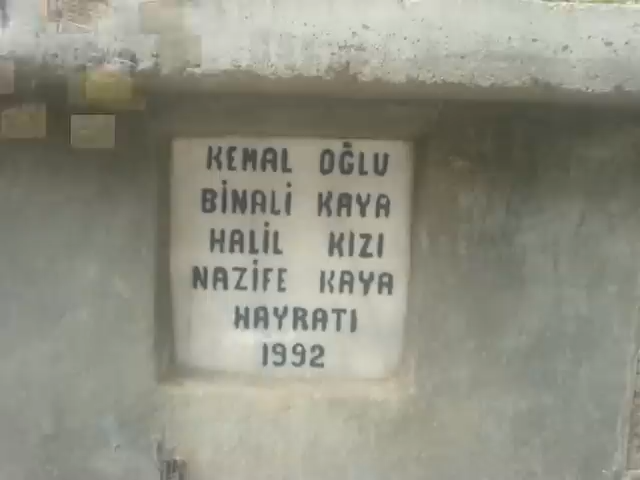 KEMAL OĞLU
BİNALİ KAYA
HALİL KIZI
NAZİFE KAYA
HAYRATI
1992